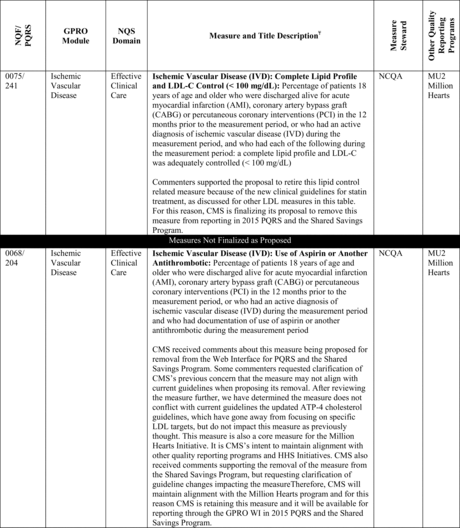 NQF/
PQRS
GPRO
Module
NQS
Domain
Measure and Title Description¥
Measure
Steward
Other Quality
Reporting
Programs
0075/
241
Ischemic
Vascular
Disease
Effective
Clinical
Care
Ischemic Vascular Disease (IVD): Complete Lipid Profile
and LDL-C Control (< 100 mg/dL): Percentage of patients 18
years of age and older who were discharged alive for acute
myocardial infarction (AMI), coronary artery bypass graft
(CABG) or percutaneous coronary interventions (PCI) in the 12
months prior to the measurement period, or who had an active
diagnosis of ischemic vascular disease (IVD) during the
measurement period, and who had each of the following during
the measurement period: a complete lipid profile and LDL-C
was adequately controlled (< 100 mg/dL)
Commenters supported the proposal to retire this lipid control
related measure because of the new clinical guidelines for statin
treatment, as discussed for other LDL measures in this table.
For this reason, CMS is finalizing its proposal to remove this
measure from reporting in 2015 PQRS and the Shared Savings
Program.
NCQA
MU2
Million
Hearts
Measures Not Finalized as Proposed
0068/
204
Ischemic
Vascular
Disease
Effective
Clinical
Care
Ischemic Vascular Disease (IVD): Use of Aspirin or Another
Antithrombotic: Percentage of patients 18 years of age and
older who were discharged alive for acute myocardial infarction
(AMI), coronary artery bypass graft (CABG) or percutaneous
coronary interventions (PCI) in the 12 months prior to the
measurement period, or who had an active diagnosis of
ischemic vascular disease (IVD) during the measurement period
and who had documentation of use of aspirin or another
antithrombotic during the measurement period
CMS received comments about this measure being proposed for
removal from the Web Interface for PQRS and the Shared
Savings Program. Some commenters requested clarification of
CMS's previous concern that the measure may not align with
current guidelines when proposing its removal. After reviewing
the measure further, we have determined the measure does not
conflict with current guidelines the updated ATP-4 cholesterol
guidelines, which have gone away from focusing on specific
LDL targets, but do not impact this measure as previously
thought. This measure is also a core measure for the Million
Hearts Initiative. It is CMS's intent to maintain alignment with
other quality reporting programs and HHS Initiatives. CMS also
received comments supporting the removal of the measure from
the Shared Savings Program, but requesting clarification of
guideline changes impacting the measureTherefore, CMS will
maintain alignment with the Million Hearts program and for this
reason CMS is retaining this measure and it will be available for
reporting through the GPRO WI in 2015 PQRS and the Shared
Savings Program.
NCQA
MU2
Million
Hearts